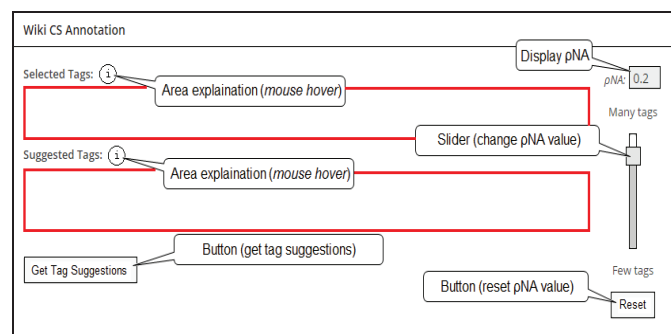 Wiki CS Annotation
Display ρNA
Selected Tags: i
ρNA: 0.2
Area explaination (mouse hover)
Many tags
Slider (change ρNA value)
Suggested Tags: i
Area explaination (mouse hover)
Button (get tag suggestions)
Get Tag Suggestions
Few tags
Button (reset ρNA value)
Reset